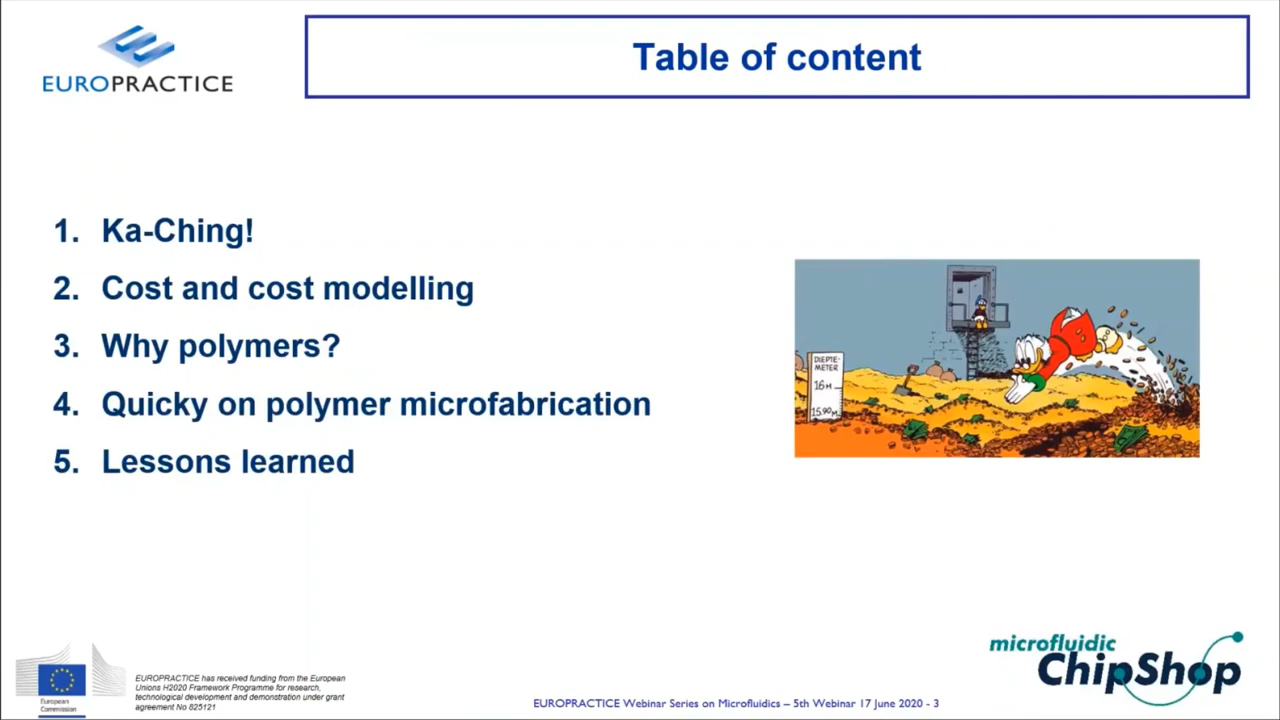 EUROPRACTICE
Table of content
1. Ka-Ching!
2. Cost and cost modelling
3. Why polymers?
4. Quicky on polymer microfabrication
5. Lessons learned
DIEPTE-
METER
16M
15.90M.
European
Commission
EUROPRACTICE has received funding from the European
Unions H2020 Framework Programme for research,
technological development and demonstration under grant
agreement No 825121
EUROPRACTICE Webinar Series on Microfluidics – 5th Webinar 17 June 2020 - 3
microfluidic
ChipShop